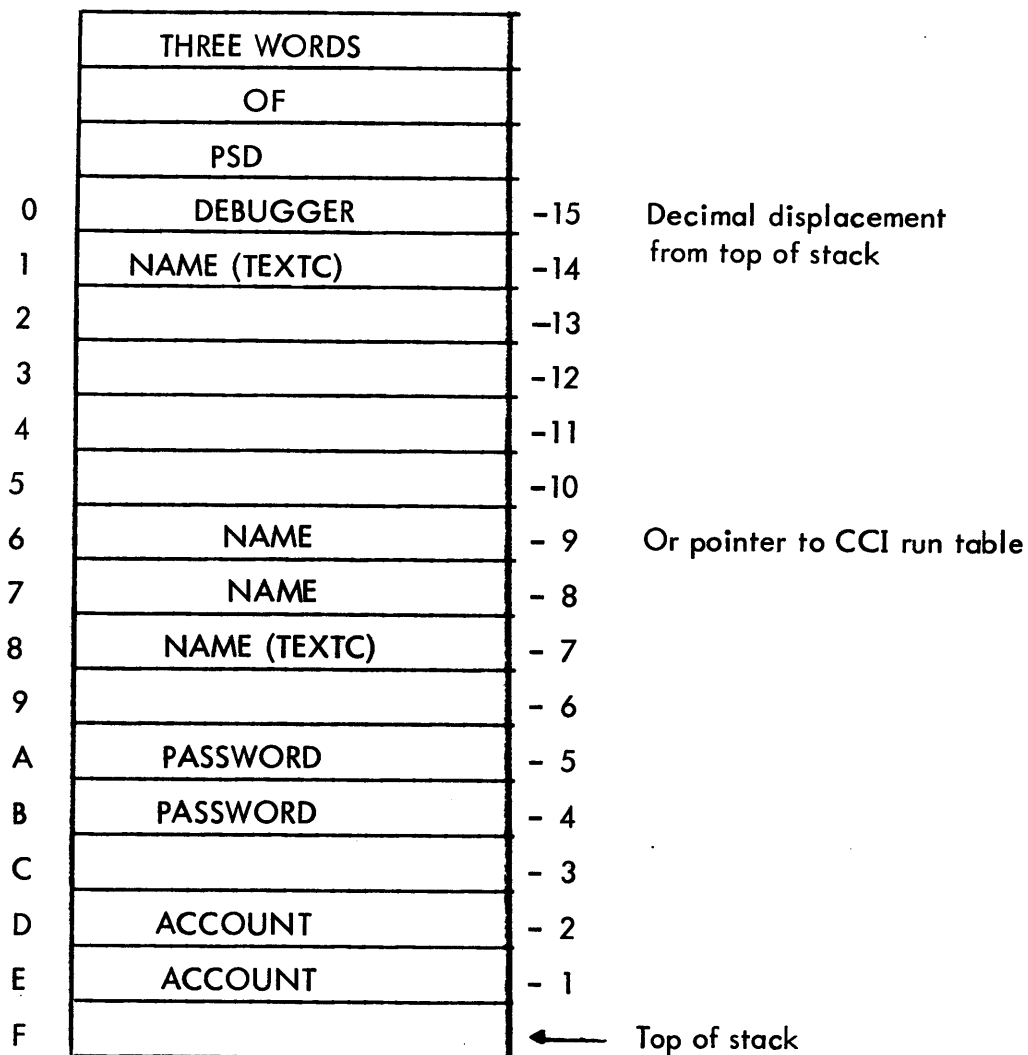 THREE WORDS
OF
PSD
0 DEBUGGER -15 Decimal displacement
1 NAME (TEXTC) -14 from top of stack
2 -13
3 -12
4 -11
5 -10
6 NAME - 9 Or pointer to CCI run table
7 NAME - 8
8 NAME (TEXTC) - 7
9 - 6
A PASSWORD - 5
B PASSWORD - 4
C - 3
D ACCOUNT - 2
E ACCOUNT - 1
F Top of stack